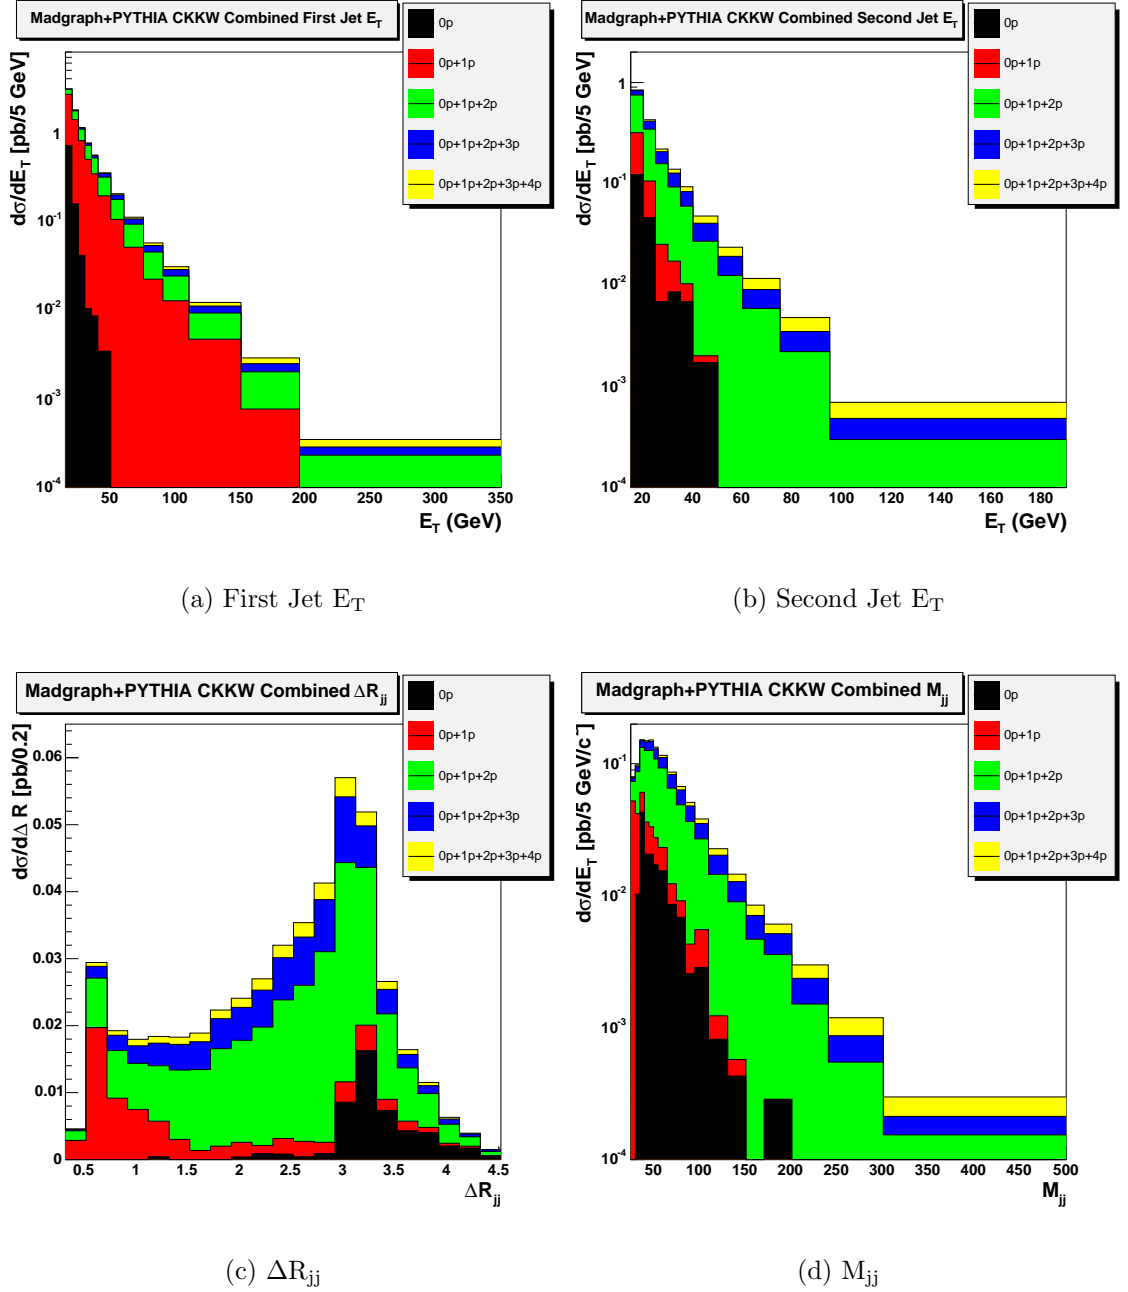 Madgraph+PYTHIA CKKW Combined First Jet E_T
0p
0p+1p
0p+1p+2p
0p+1p+2p+3p
0p+1p+2p+3p+4p
dσ/dE_T [pb/5 GeV]
1
10^-1
10^-2
10^-3
10^-4
50 100 150 200 250 300 350
E_T (GeV)
(a) First Jet E_T
Madgraph+PYTHIA CKKW Combined Second Jet E_T
0p
0p+1p
0p+1p+2p
0p+1p+2p+3p
0p+1p+2p+3p+4p
dσ/dE_T [pb/5 GeV]
1
10^-1
10^-2
10^-3
10^-4
20 40 60 80 100 120 140 160 180
E_T (GeV)
(b) Second Jet E_T
Madgraph+PYTHIA CKKW Combined ΔR_jj
0p
0p+1p
0p+1p+2p
0p+1p+2p+3p
0p+1p+2p+3p+4p
dσ/dΔ R [pb/0.2]
0.06
0.05
0.04
0.03
0.02
0.01
0
0.5 1 1.5 2 2.5 3 3.5 4 4.5
ΔR_jj
(c) ΔR_jj
Madgraph+PYTHIA CKKW Combined M_jj
0p
0p+1p
0p+1p+2p
0p+1p+2p+3p
0p+1p+2p+3p+4p
dσ/dE_T [pb/5 GeV/c
10^-1
10^-2
10^-3
10^-4
50 100 150 200 250 300 350 400 450 500
M_jj
(d) M_jj